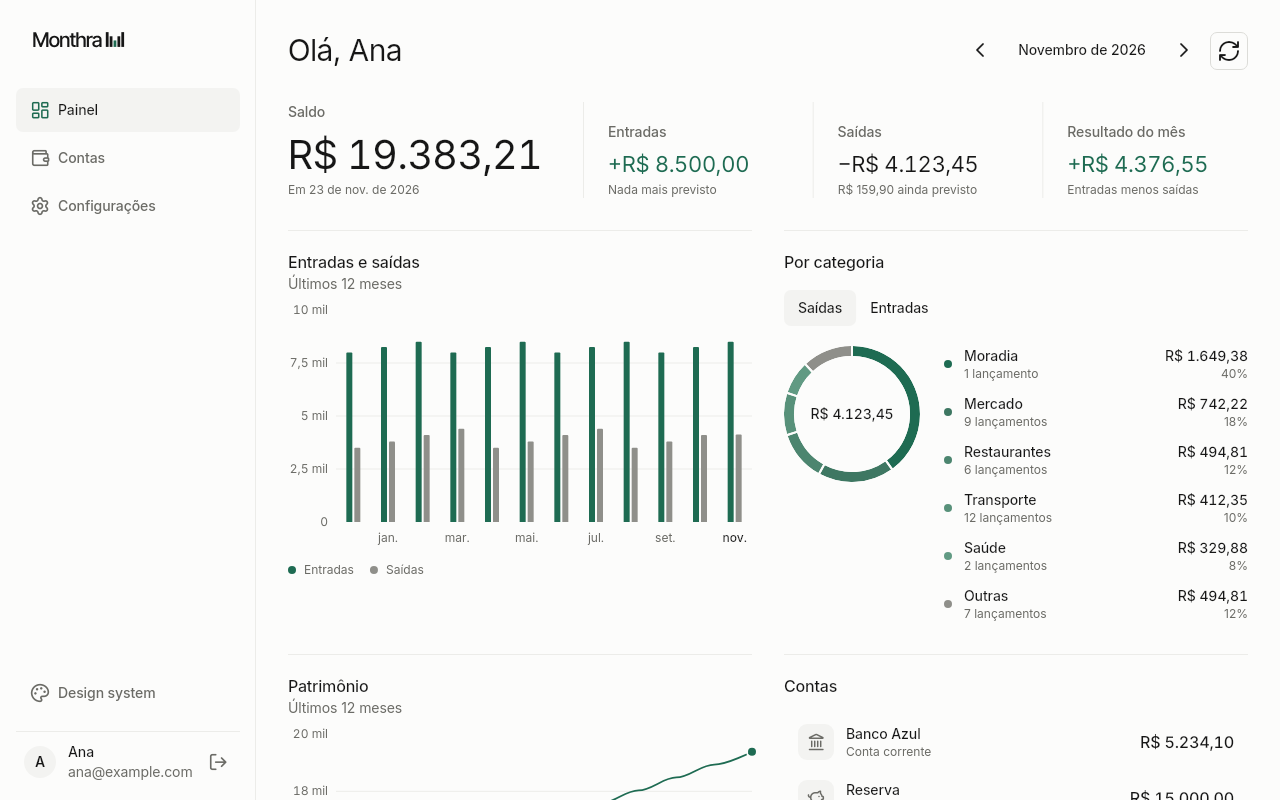 Monthra
Painel
Contas
Configurações
Design system
A
Ana
ana@example.com
Olá, Ana
Novembro de 2026
Saldo
R$ 19.383,21
Em 23 de nov. de 2026
Entradas
+R$ 8.500,00
Nada mais previsto
Saídas
−R$ 4.123,45
R$ 159,90 ainda previsto
Resultado do mês
+R$ 4.376,55
Entradas menos saídas
Entradas e saídas
Últimos 12 meses
10 mil
7,5 mil
5 mil
2,5 mil
0
jan. mar. mai. jul. set. nov.
Entradas Saídas
Por categoria
Saídas Entradas
R$ 4.123,45
Moradia R$ 1.649,38
1 lançamento 40%
Mercado R$ 742,22
9 lançamentos 18%
Restaurantes R$ 494,81
6 lançamentos 12%
Transporte R$ 412,35
12 lançamentos 10%
Saúde R$ 329,88
2 lançamentos 8%
Outras R$ 494,81
7 lançamentos 12%
Patrimônio
Últimos 12 meses
20 mil
18 mil
Contas
Banco Azul R$ 5.234,10
Conta corrente
Reserva R$ 15.000,00